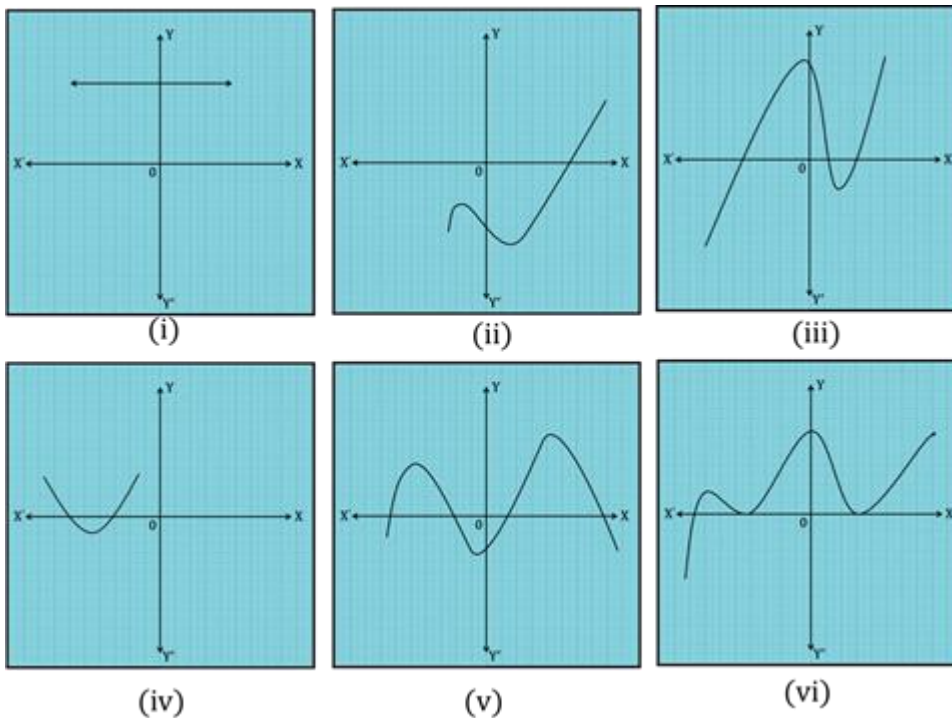 Y
X' 0 X
Y'
(i)
Y
X' 0 X
Y'
(ii)
Y
X' 0 X
Y'
(iii)
Y
X' 0 X
Y'
(iv)
Y
X' 0 X
Y'
(v)
Y
X' 0 X
Y'
(vi)